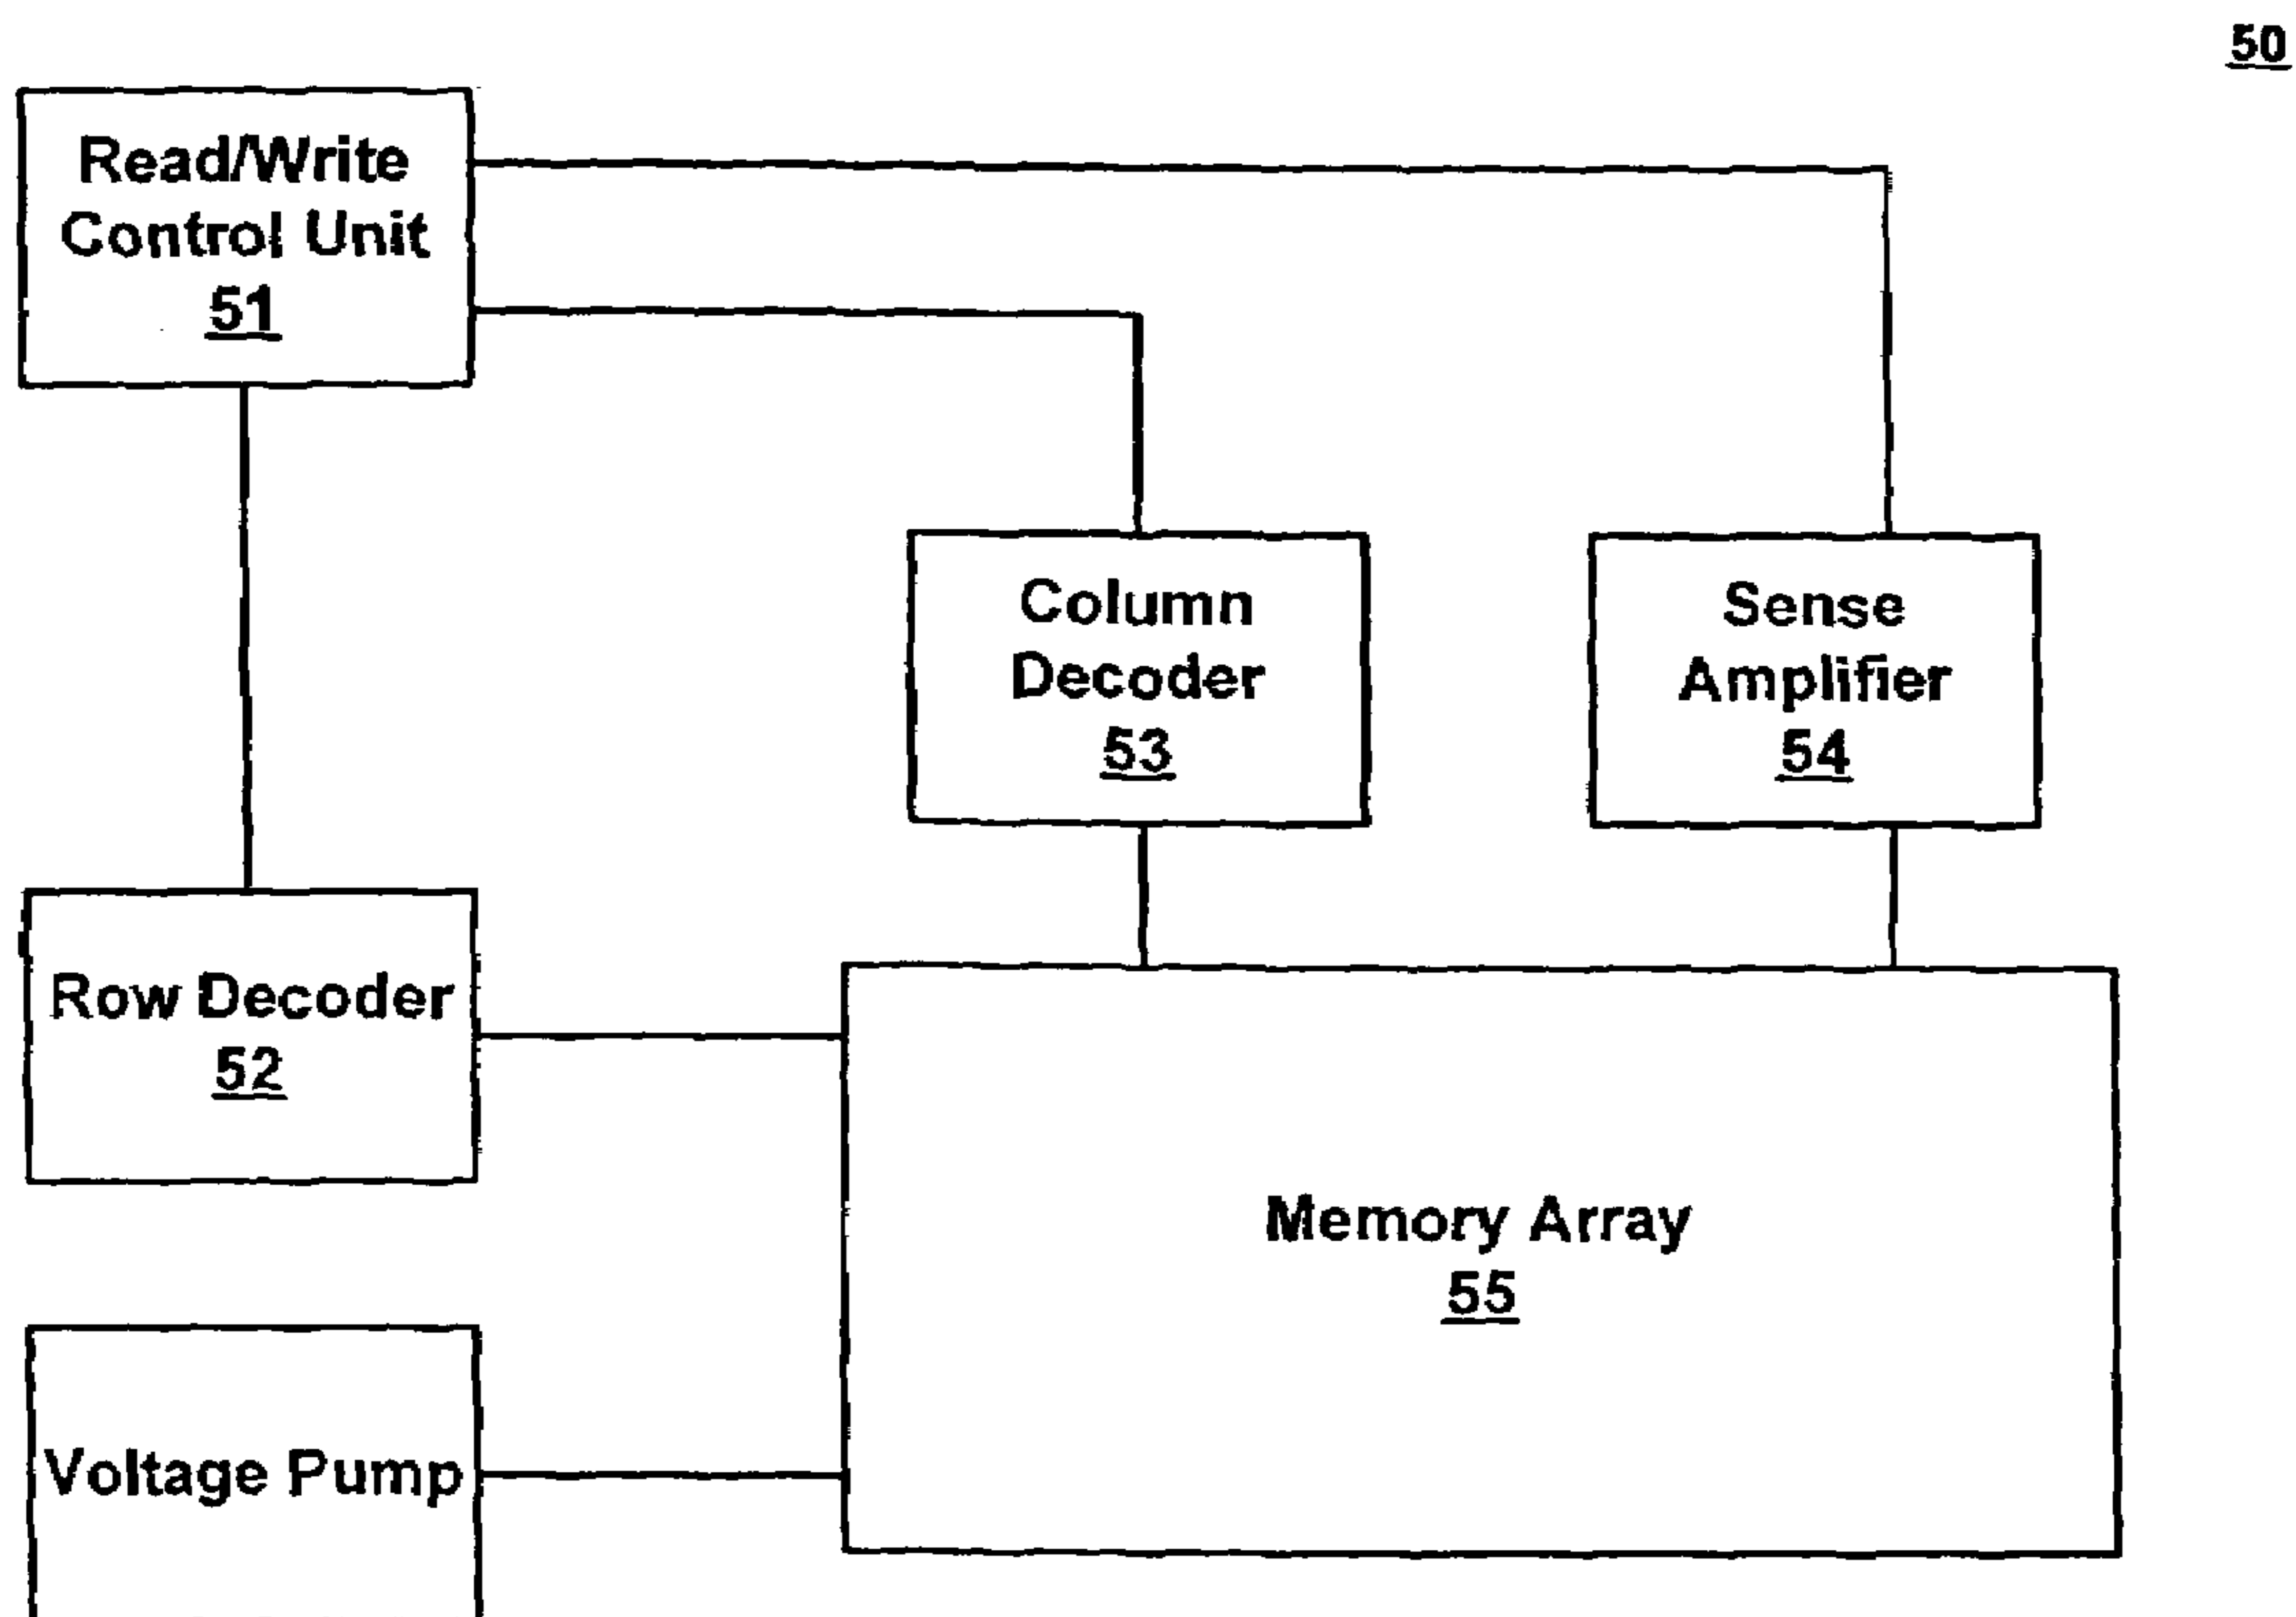 50
Read/Write
Control Unit
51
Column
Decoder
53
Sense
Amplifier
54
Row Decoder
52
Memory Array
55
Voltage Pump